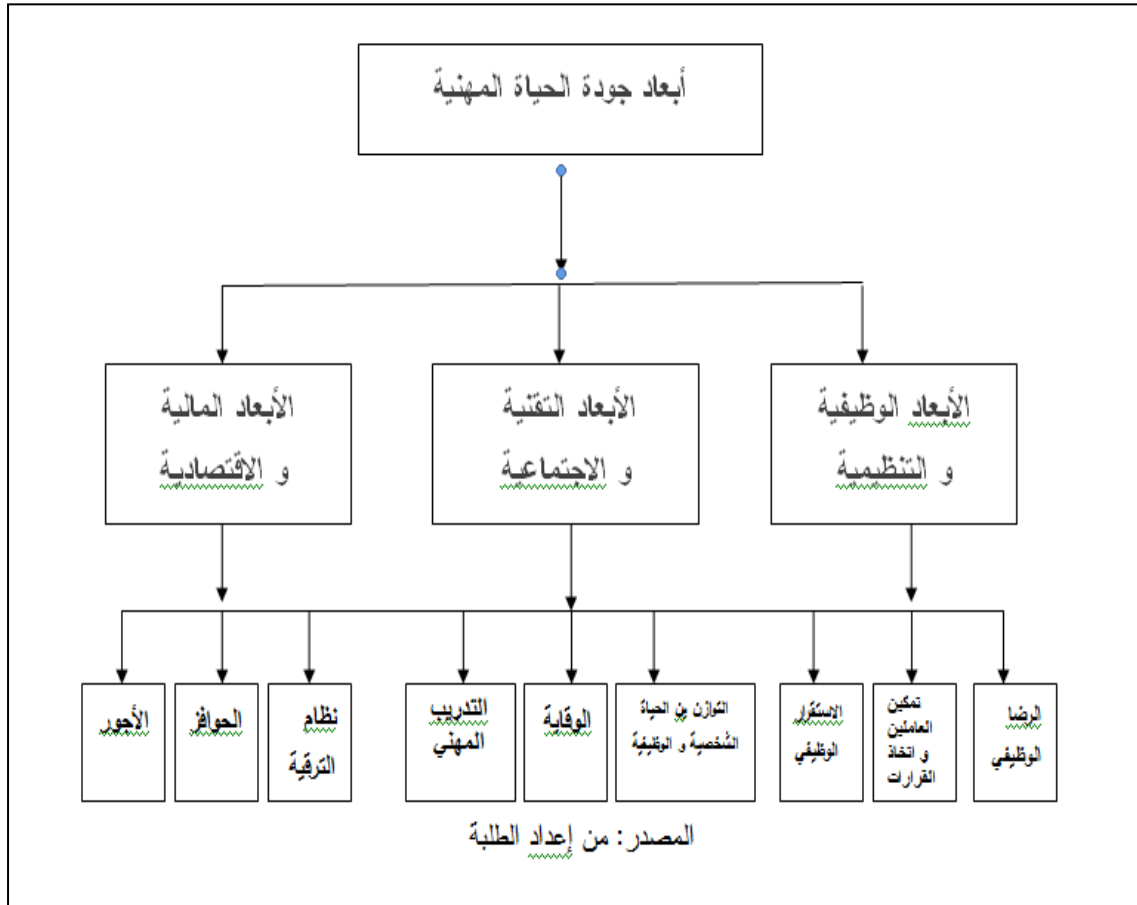 أبعاد جودة الحياة المهنية
الأبعاد الوظيفية
و التنظيمية
الأبعاد التقنية
و الاجتماعية
الأبعاد المالية
و الاقتصادية
الرضا
الوظيفي
تمكين
العاملين
و اتخاذ
القرارات
الاستقرار
الوظيفي
التوازن بن الحياة
الشخصية و الوظيفية
الوقاية
التدريب
المهني
نظام
الترقية
الحوافز
الأجور
المصدر: من إعداد الطلبة